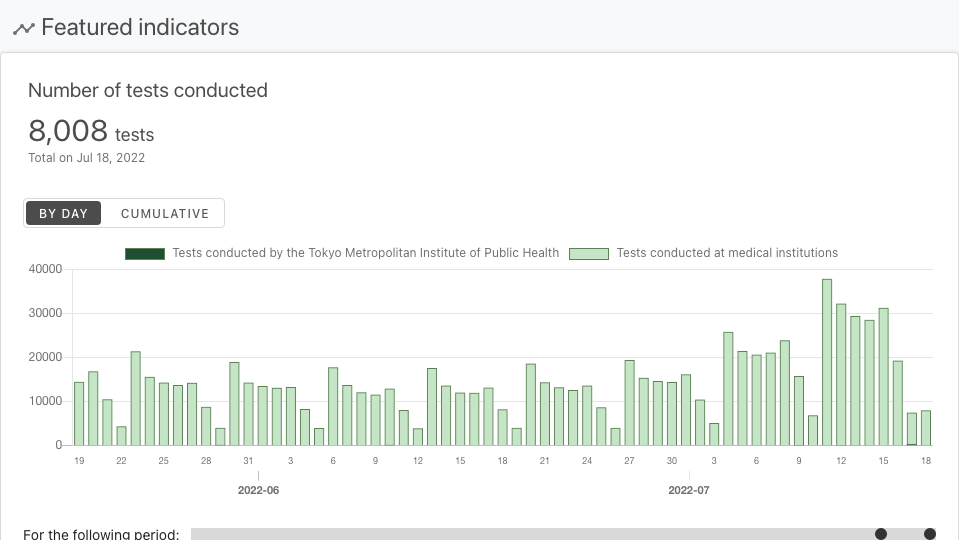 Featured indicators
Number of tests conducted
8,008 tests
Total on Jul 18, 2022
BY DAY CUMULATIVE
Tests conducted by the Tokyo Metropolitan Institute of Public Health Tests conducted at medical institutions
40000
30000
20000
10000
0
19 22 25 28 31 3 6 9 12 15 18 21 24 27 30 3 6 9 12 15 18
2022-06 2022-07
For the following period: